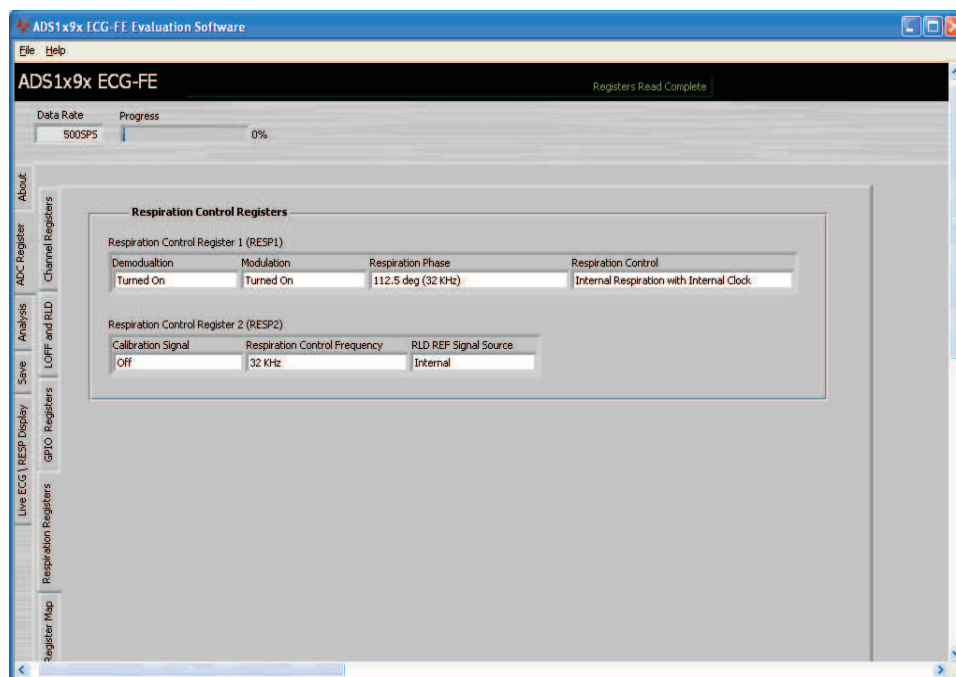 ADS1x9x ECG-FE Evaluation Software
File Help
ADS1x9x ECG-FE
Registers Read Complete
Data Rate Progress
500SPS 0%
About
ADC Register
Analysis
Save
Live ECG \ RESP Display
Channel Registers
LOFF and RLD
GPIO Registers
Respiration Registers
Register Map
Respiration Control Registers
Respiration Control Register 1 (RESP1)
Demodualtion Modulation Respiration Phase Respiration Control
Turned On Turned On 112.5 deg (32 KHz) Internal Respiration with Internal Clock
Respiration Control Register 2 (RESP2)
Calibration Signal Respiration Control Frequency RLD REF Signal Source
Off 32 KHz Internal